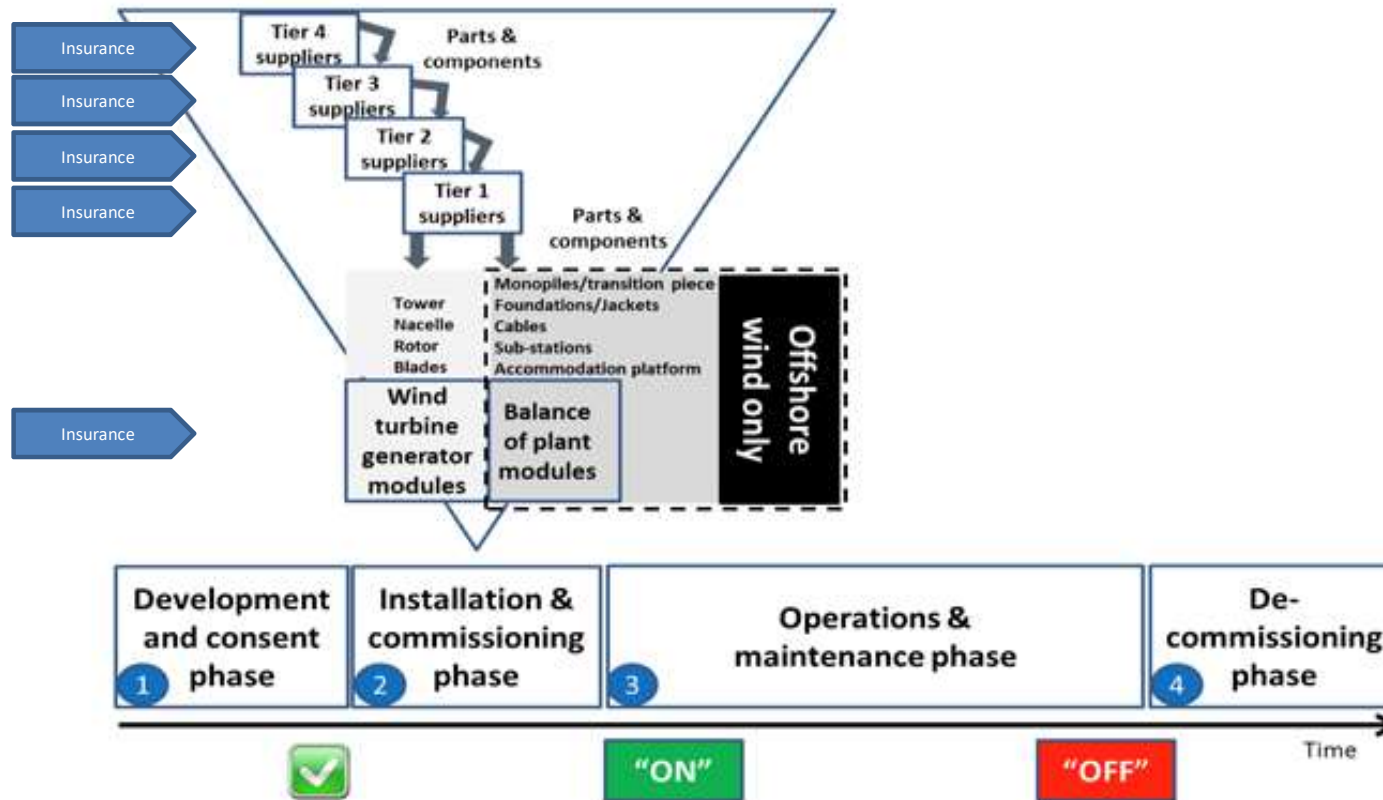 Insurance
Insurance
Insurance
Insurance
Insurance
Tier 4
suppliers
Parts &
components
Tier 3
suppliers
Tier 2
suppliers
Tier 1
suppliers
Parts &
components
Tower
Nacelle
Rotor
Blades
Monopiles/transition piece
Foundations/Jackets
Cables
Sub-stations
Accommodation platform
Offshore
wind only
Wind
turbine
generator
modules
Balance
of plant
modules
Development
and consent
phase
1
Installation &
commissioning
phase
2
Operations &
maintenance phase
3
De-
commissioning
phase
4
Time
"ON"
"OFF"